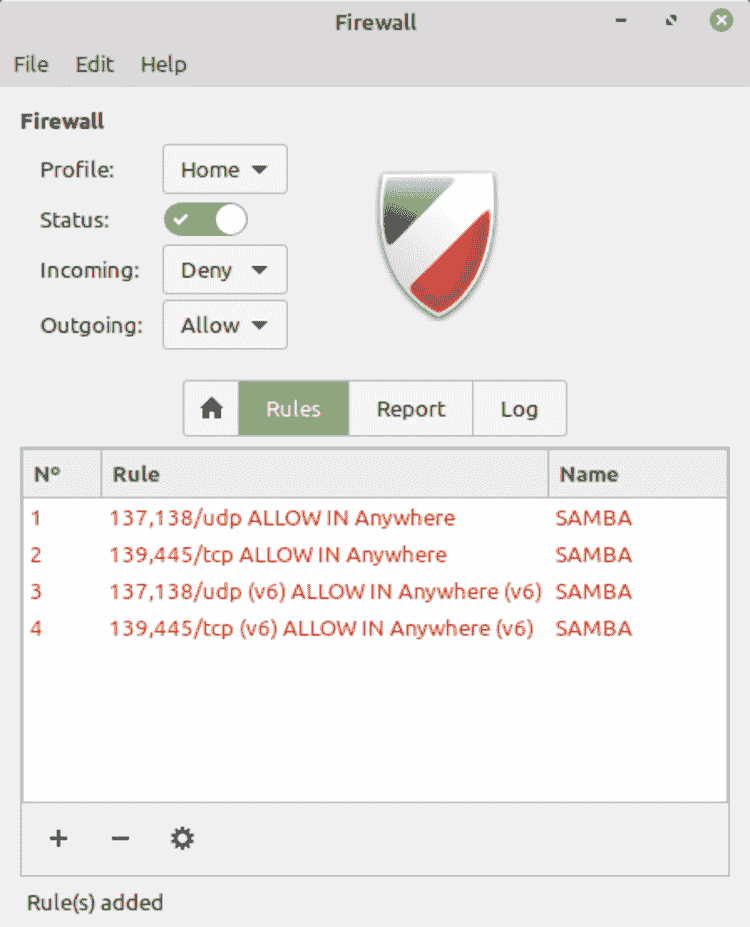 Firewall
File Edit Help
Firewall
Profile: Home
Status:
Incoming: Deny
Outgoing: Allow
Rules Report Log
Nº Rule Name
1 137,138/udp ALLOW IN Anywhere SAMBA
2 139,445/tcp ALLOW IN Anywhere SAMBA
3 137,138/udp (v6) ALLOW IN Anywhere (v6) SAMBA
4 139,445/tcp (v6) ALLOW IN Anywhere (v6) SAMBA
Rule(s) added